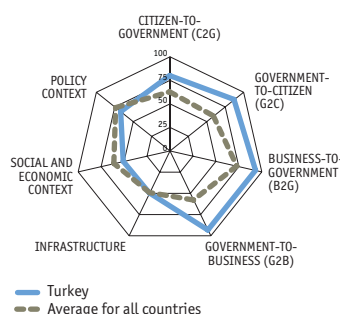 CITIZEN-TO-
GOVERNMENT (C2G)
100
75
50
25
0
GOVERNMENT-
TO-CITIZEN
(G2C)
BUSINESS-TO-
GOVERNMENT
(B2G)
GOVERNMENT-TO-
BUSINESS (G2B)
INFRASTRUCTURE
SOCIAL AND
ECONOMIC
CONTEXT
POLICY
CONTEXT
Turkey
Average for all countries